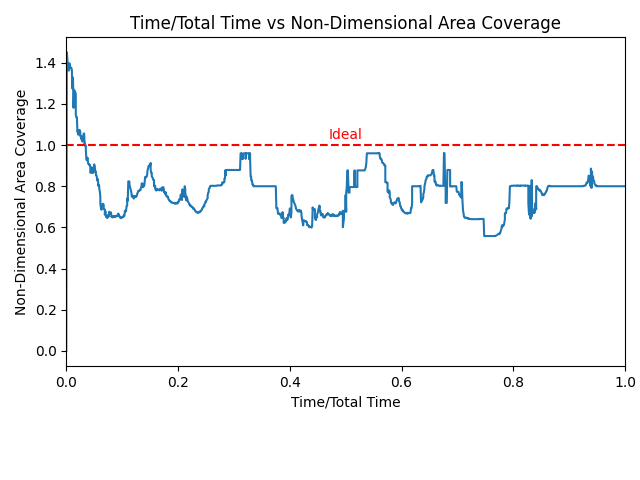 Time/Total Time vs Non-Dimensional Area Coverage
Non-Dimensional Area Coverage
1.4
1.2
1.0
0.8
0.6
0.4
0.2
0.0
Ideal
0.0 0.2 0.4 0.6 0.8 1.0
Time/Total Time